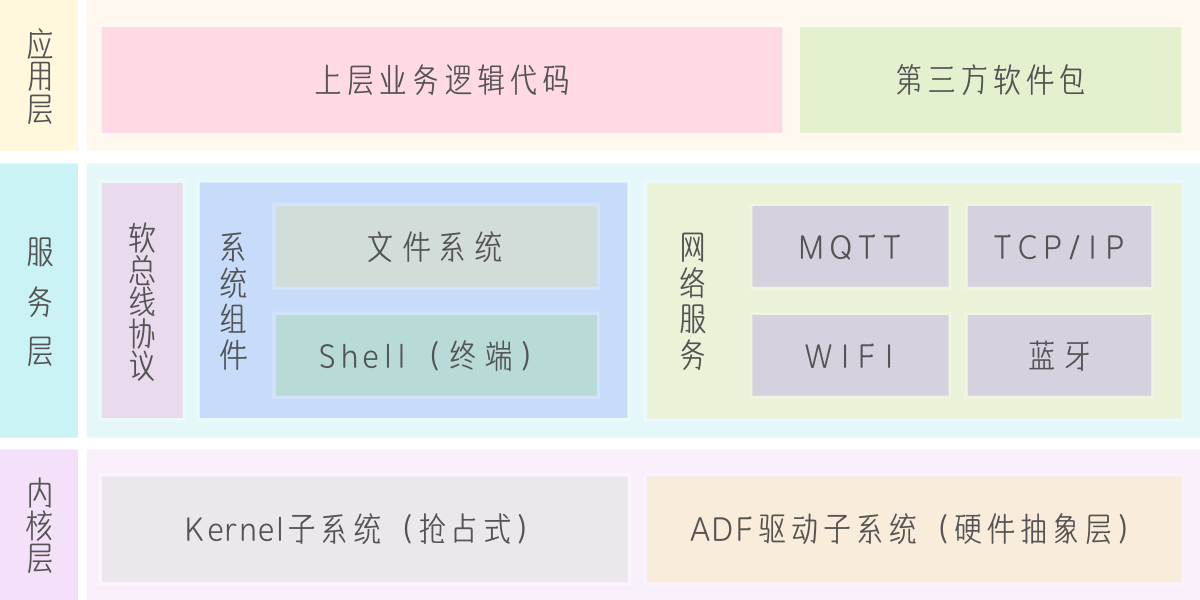 应用层
上层业务逻辑代码
第三方软件包
服务层
软总线协议
系统组件
文件系统
Shell（终端）
网络服务
MQTT
TCP/IP
WIFI
蓝牙
内核层
Kernel子系统（抢占式）
ADF驱动子系统（硬件抽象层）